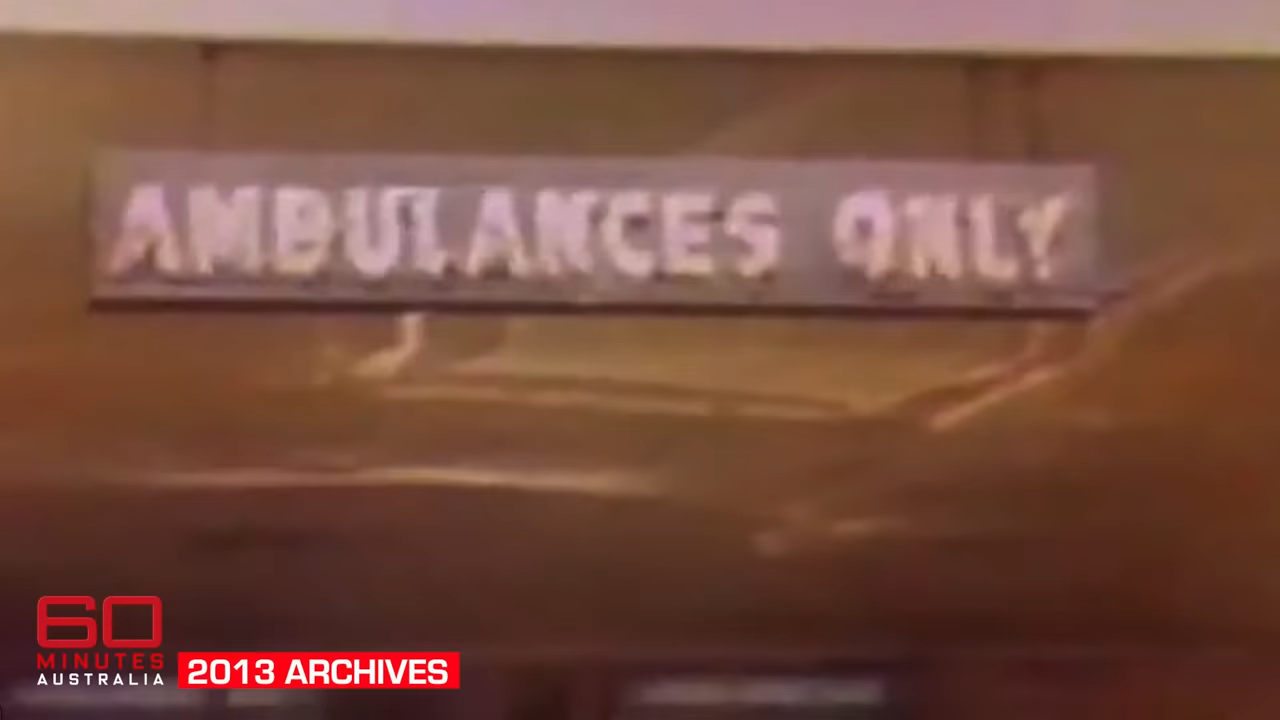 AMBULANCES ONLY
60
MINUTES
AUSTRALIA
2013 ARCHIVES